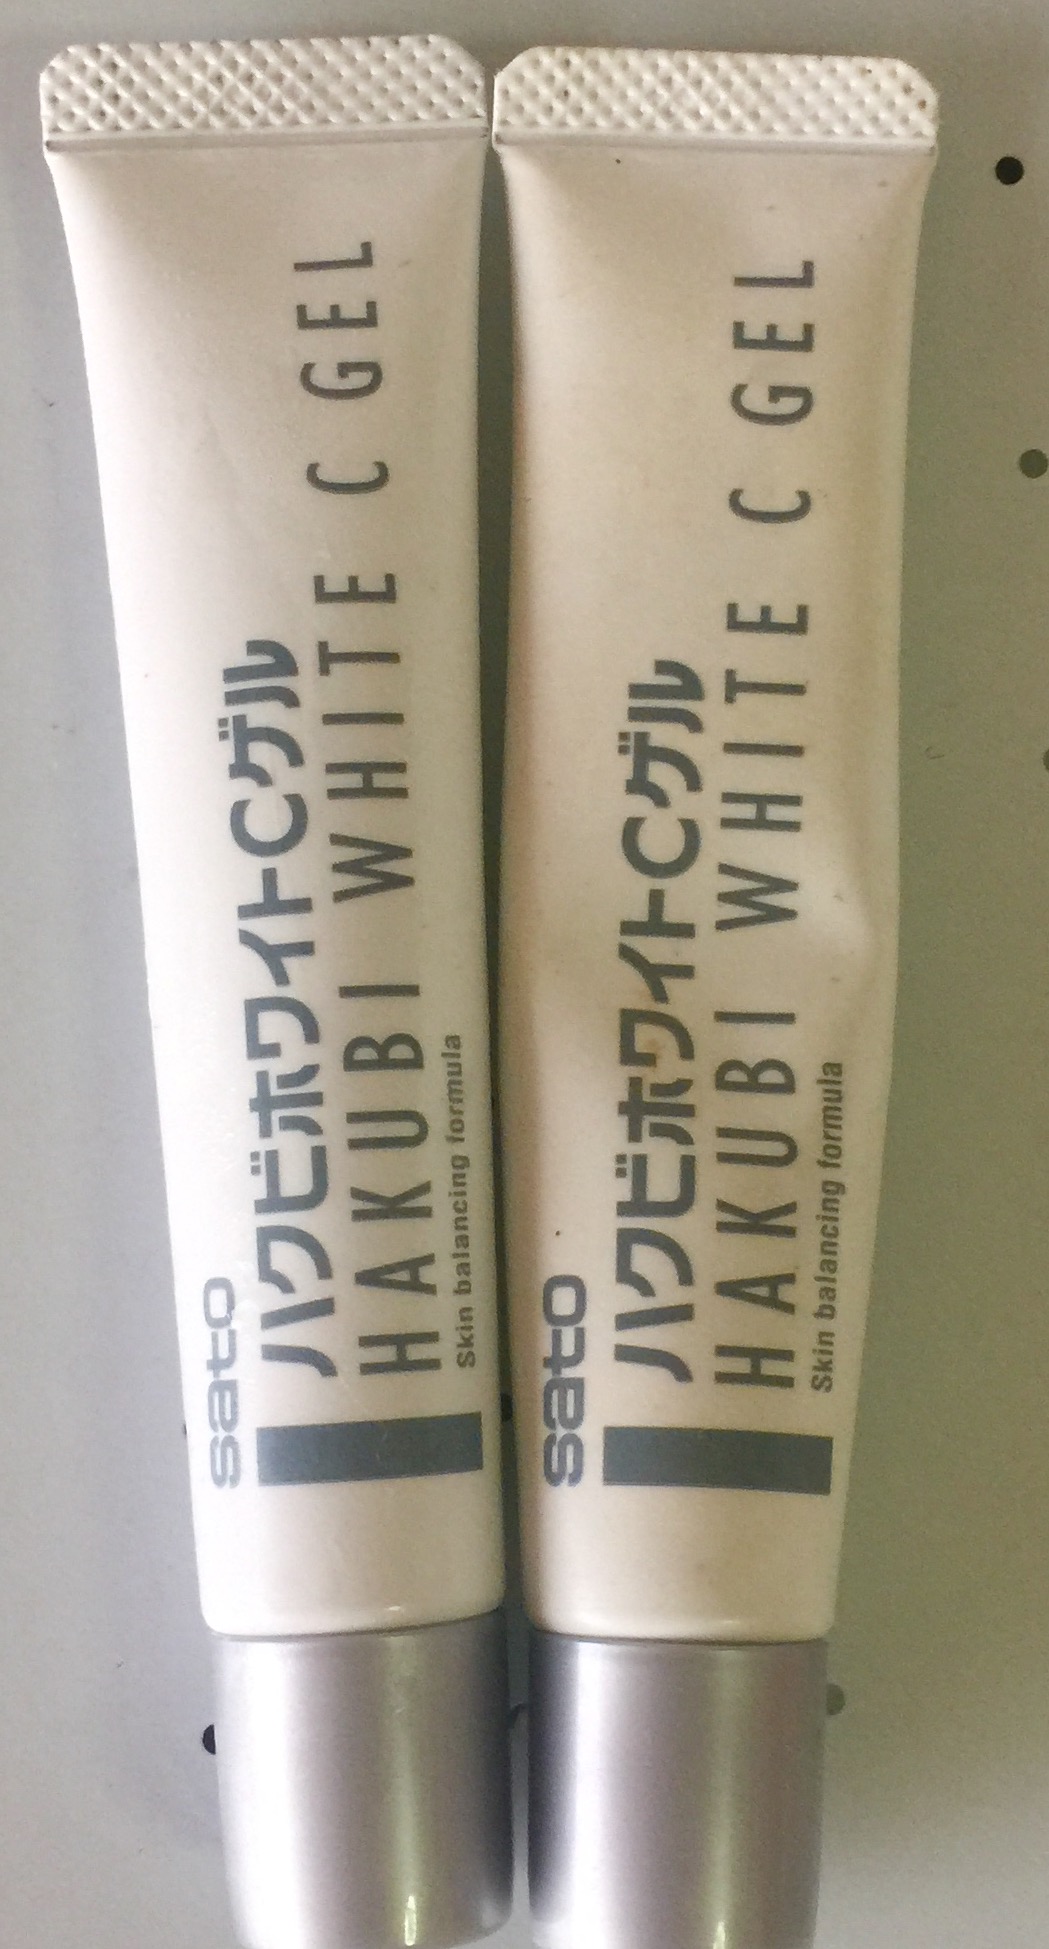 sato
ハクビホワイトCゲル
HAKUBI WHITE C GEL
Skin balancing formula
sato
ハクビホワイトCゲル
HAKUBI WHITE C GEL
Skin balancing formula